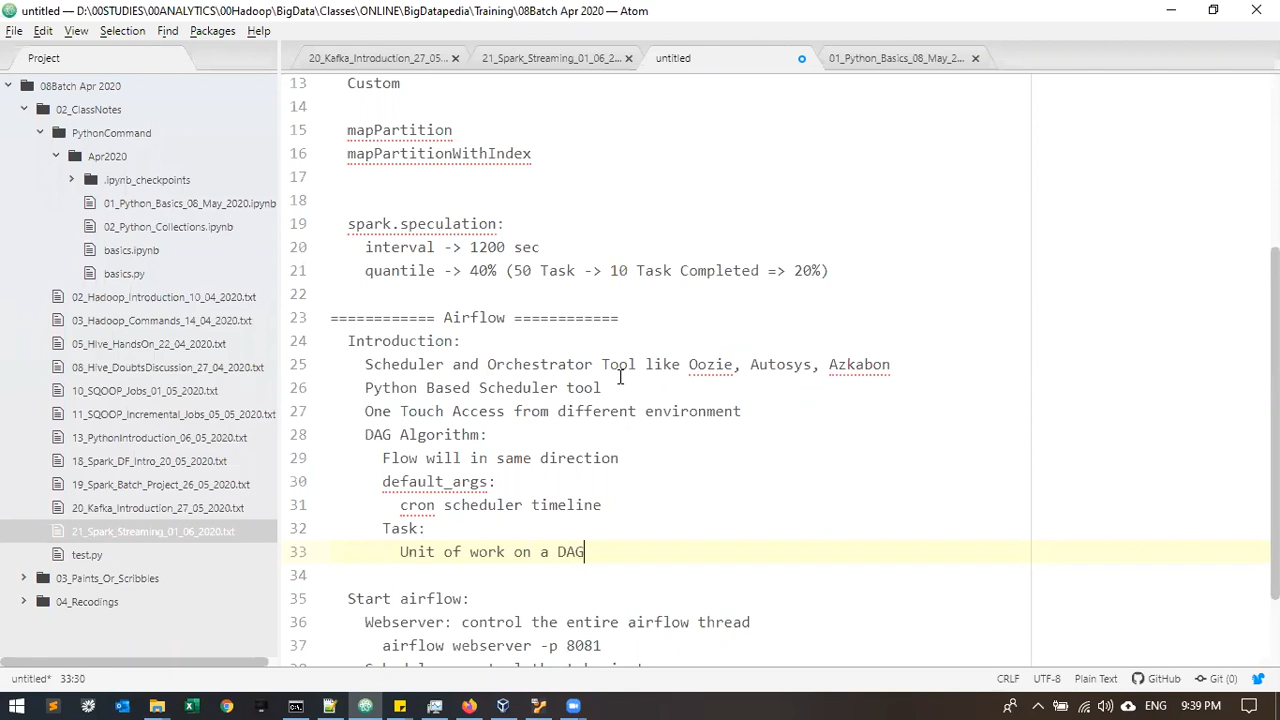 untitled — D:\00STUDIES\00ANALYTICS\00Hadoop\BigData\Classes\ONLINE\BigDatapedia\Training\08Batch Apr 2020 — Atom
File Edit View Selection Find Packages Help
Project
20_Kafka_Introduction_27_05... 21_Spark_Streaming_01_06_2... untitled 01_Python_Basics_08_May_2...
08Batch Apr 2020
02_ClassNotes
PythonCommand
Apr2020
.ipynb_checkpoints
01_Python_Basics_08_May_2020.ipynb
02_Python_Collections.ipynb
basics.ipynb
basics.py
02_Hadoop_Introduction_10_04_2020.txt
03_Hadoop_Commands_14_04_2020.txt
05_Hive_HandsOn_22_04_2020.txt
08_Hive_DoubtsDiscussion_27_04_2020.txt
10_SQOOP_Jobs_01_05_2020.txt
11_SQOOP_Incremental_Jobs_05_05_2020.txt
13_PythonIntroduction_06_05_2020.txt
18_Spark_DF_Intro_20_05_2020.txt
19_Spark_Batch_Project_26_05_2020.txt
20_Kafka_Introduction_27_05_2020.txt
21_Spark_Streaming_01_06_2020.txt
test.py
03_Paints_Or_Scribbles
04_Recodings
13 Custom
14
15 mapPartition
16 mapPartitionWithIndex
17
18
19 spark.speculation:
20 interval -> 1200 sec
21 quantile -> 40% (50 Task -> 10 Task Completed => 20%)
22
23 ============ Airflow ============
24 Introduction:
25 Scheduler and Orchestrator Tool like Oozie, Autosys, Azkabon
26 Python Based Scheduler tool
27 One Touch Access from different environment
28 DAG Algorithm:
29 Flow will in same direction
30 default_args:
31 cron scheduler timeline
32 Task:
33 Unit of work on a DAG
34
35 Start airflow:
36 Webserver: control the entire airflow thread
37 airflow webserver -p 8081
untitled* 33:30 CRLF UTF-8 Plain Text GitHub Git (0)
9:39 PM